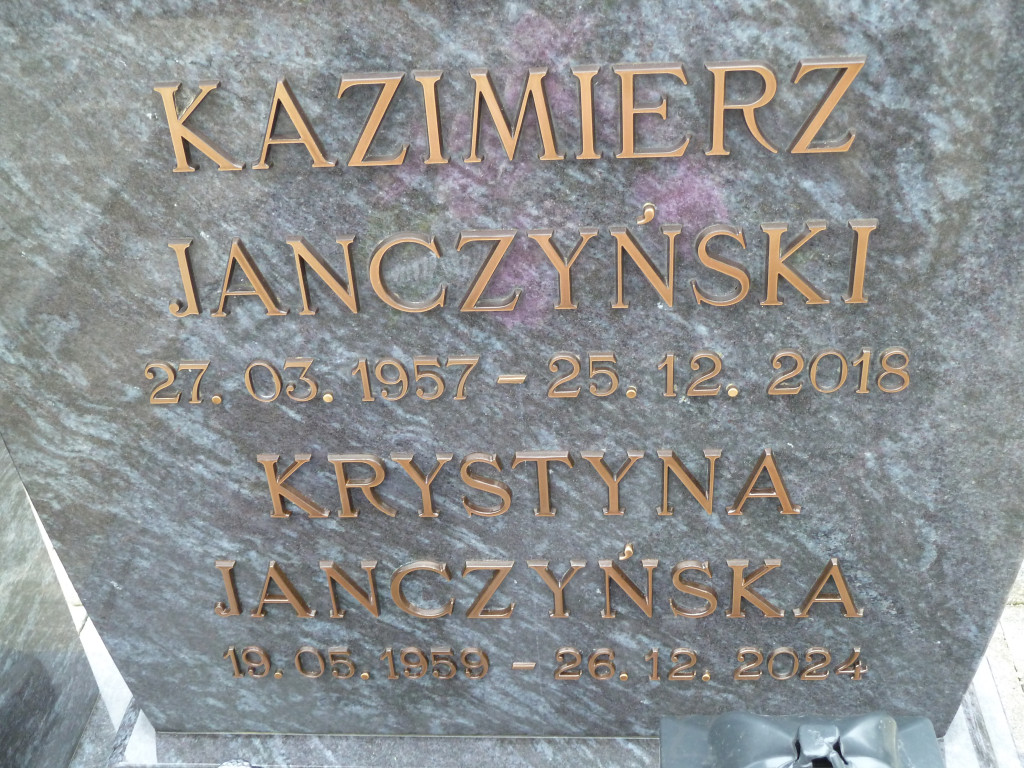 KAZIMIERZ
JANCZYŃSKI
27. 03. 1957 - 25. 12. 2018
KRYSTYNA
JANCZYŃSKA
19. 05. 1959 - 26. 12. 2024